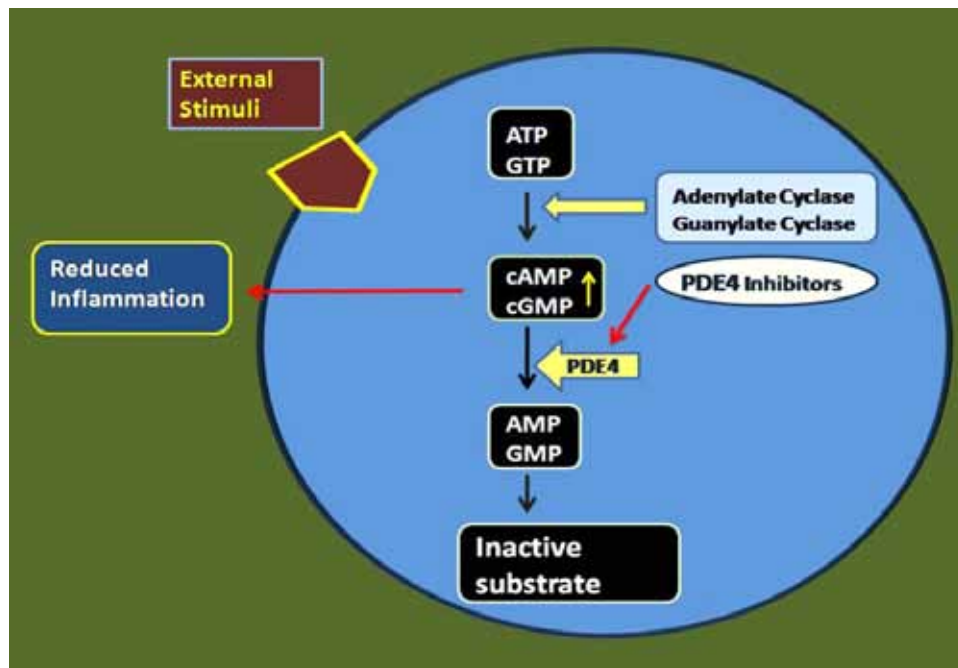 External
Stimuli
ATP
GTP
Adenylate Cyclase
Guanylate Cyclase
Reduced
Inflammation
cAMP
cGMP
PDE4 Inhibitors
PDE4
AMP
GMP
Inactive
substrate